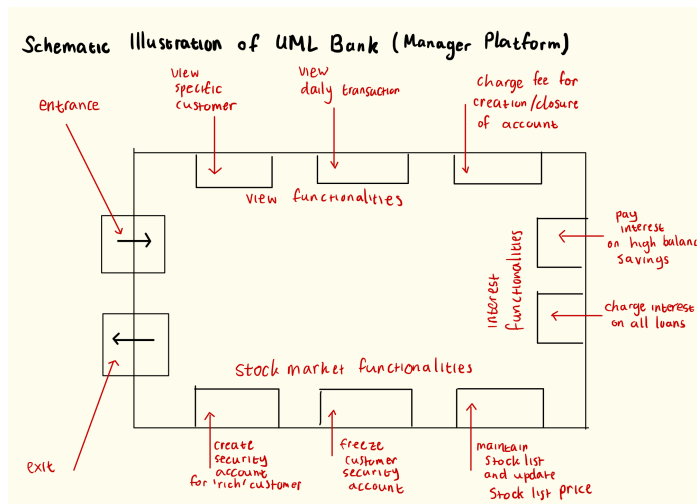 Schematic Illustration of UML Bank (Manager Platform)
view
specific
customer
view
daily transaction
charge fee for
creation/closure
of account
entrance
view functionalities
pay
interest
on high balanc
savings
interest
functionalities
charge interest
on all loans
Stock market functionalities
exit
create
security
account
for 'rich' customer
freeze
customer
security
account
maintain
stock list
and update
stock list price